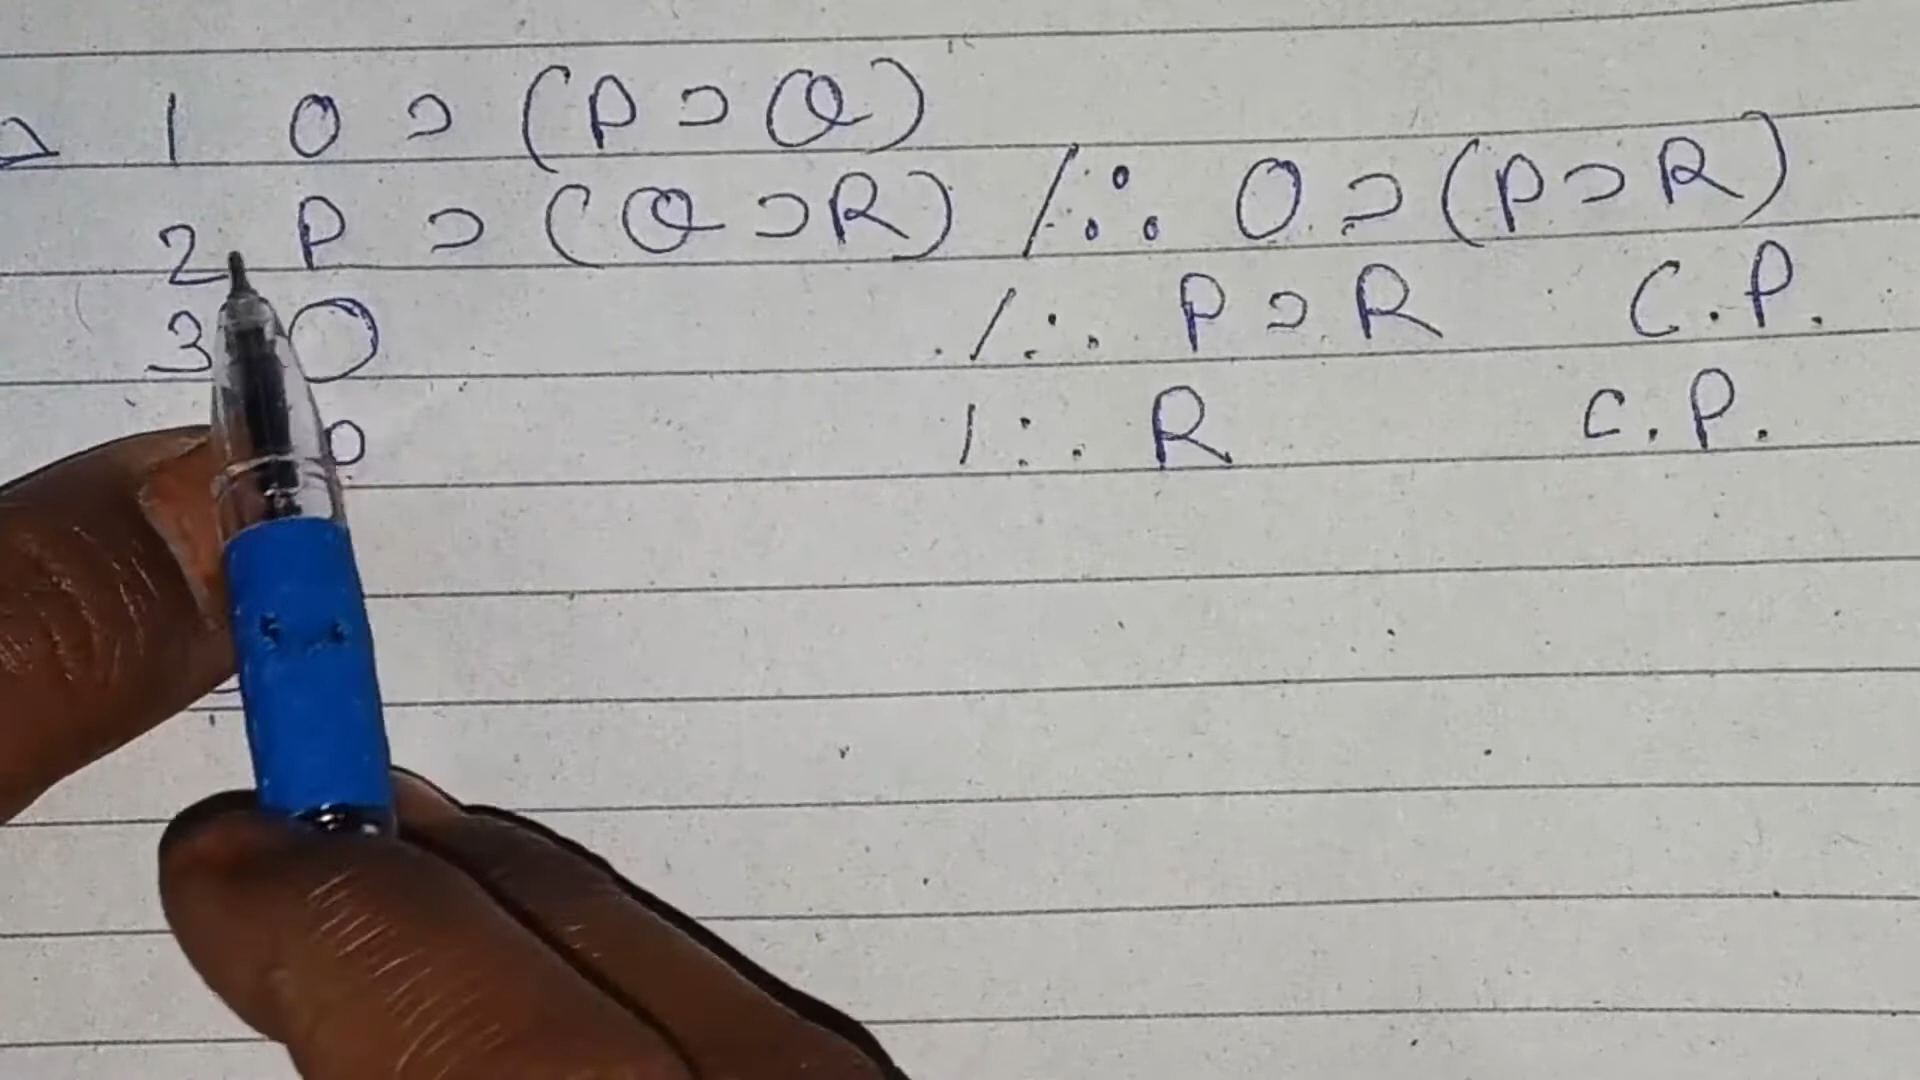 1 O ⊃ (P ⊃ Q)
2 P ⊃ (Q ⊃ R) /∴ O ⊃ (P ⊃ R)
3 O /∴ P ⊃ R C.P.
P /∴ R C.P.